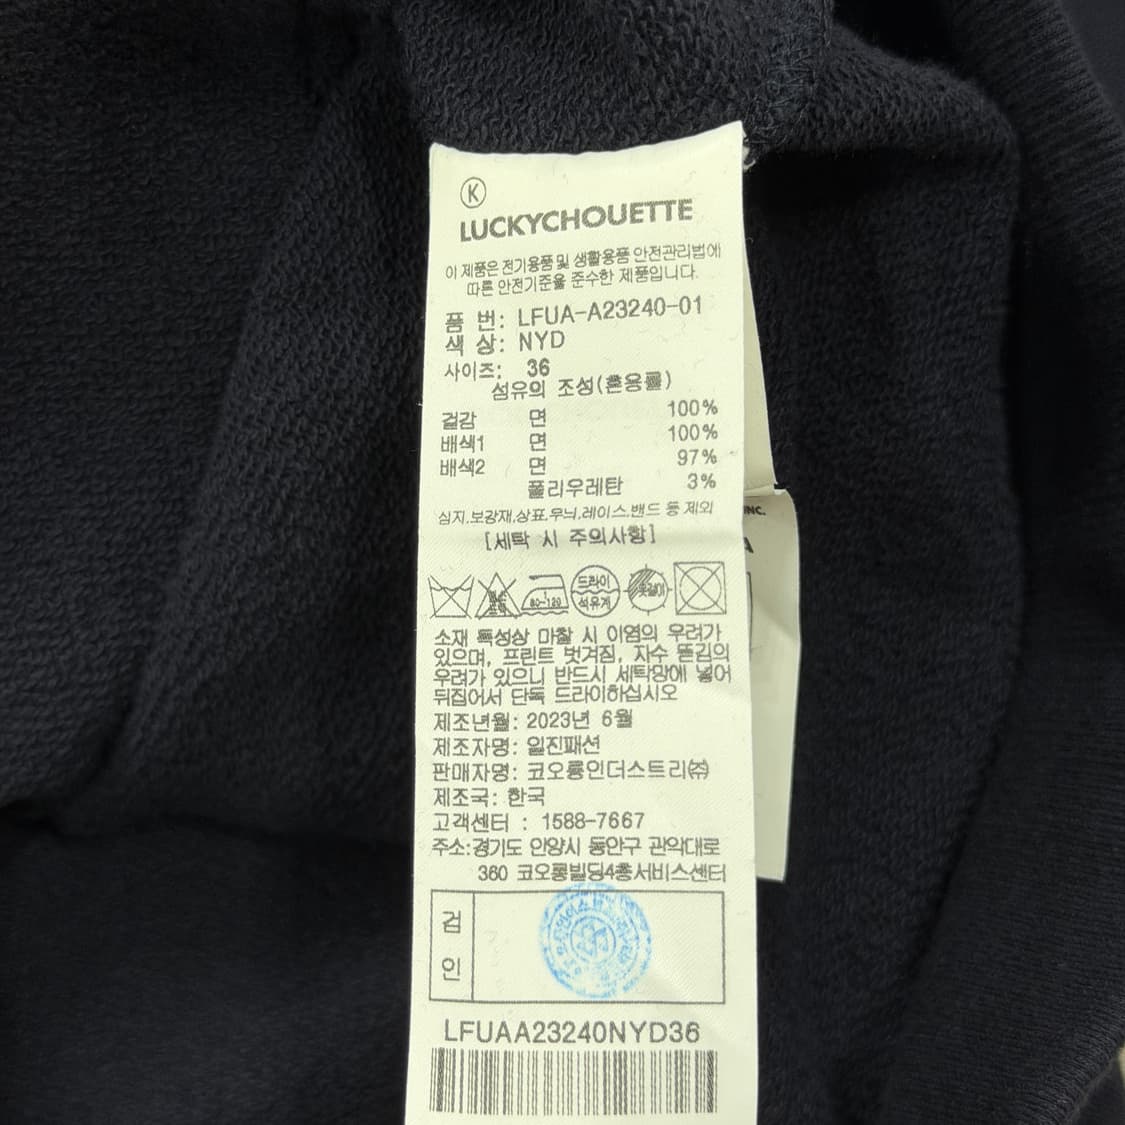 K
LUCKYCHOUETTE
이 제품은 전기용품 및 생활용품 안전관리법에
따른 안전기준을 준수한 제품입니다.
품 번: LFUA-A23240-01
색 상: NYD
사이즈: 36
섬유의 조성(혼용률)
겉감 면 100%
배색1 면 100%
배색2 면 97%
폴리우레탄 3%
심지,보강재,상표,무늬,레이스,밴드 등 제외
[세탁 시 주의사항]
80-120
드라이
석유계
옷걸이
소재 특성상 마찰 시 이염의 우려가
있으며, 프린트 벗겨짐, 자수 뜯김의
우려가 있으니 반드시 세탁망에 넣어
뒤집어서 단독 드라이하십시오
제조년월: 2023년 6월
제조자명: 일진패션
판매자명: 코오롱인더스트리㈜
제조국: 한국
고객센터 : 1588-7667
주소:경기도 안양시 동안구 관악대로
360 코오롱빌딩4층서비스센터
검
인
LFUAA23240NYD36
INC.
A